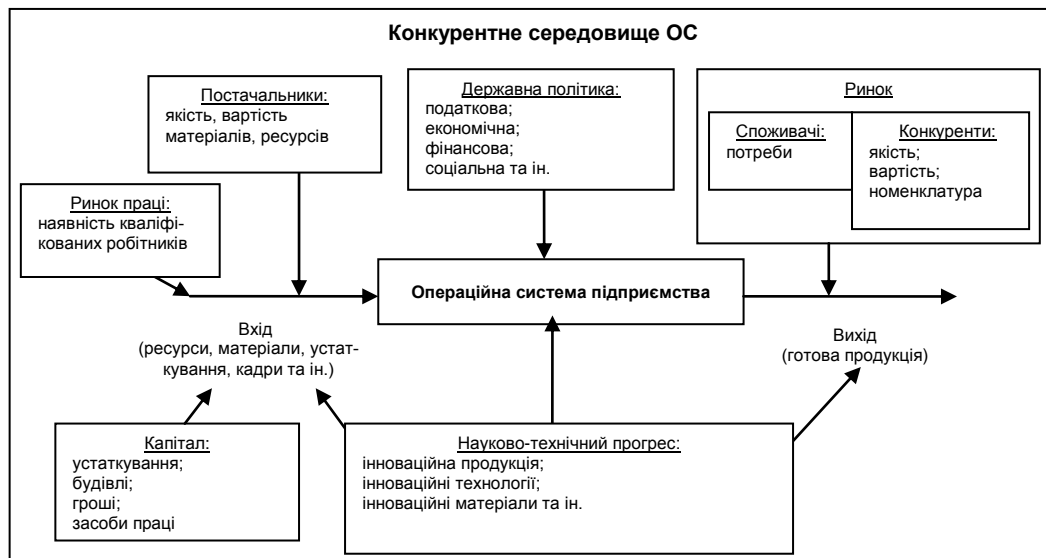 Конкурентне середовище ОС
Постачальники:
якість, вартість
матеріалів, ресурсів
Державна політика:
податкова;
економічна;
фінансова;
соціальна та ін.
Ринок
Споживачі:
потреби
Конкуренти:
якість;
вартість;
номенклатура
Ринок праці:
наявність кваліфі-
кованих робітників
Операційна система підприємства
Вхід
(ресурси, матеріали, устат-
кування, кадри та ін.)
Вихід
(готова продукція)
Капітал:
устаткування;
будівлі;
гроші;
засоби праці
Науково-технічний прогрес:
інноваційна продукція;
інноваційні технології;
інноваційні матеріали та ін.